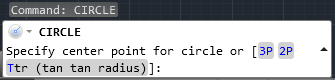 Command: CIRCLE
CIRCLE
Specify center point for circle or [3P 2P
Ttr (tan tan radius)]: